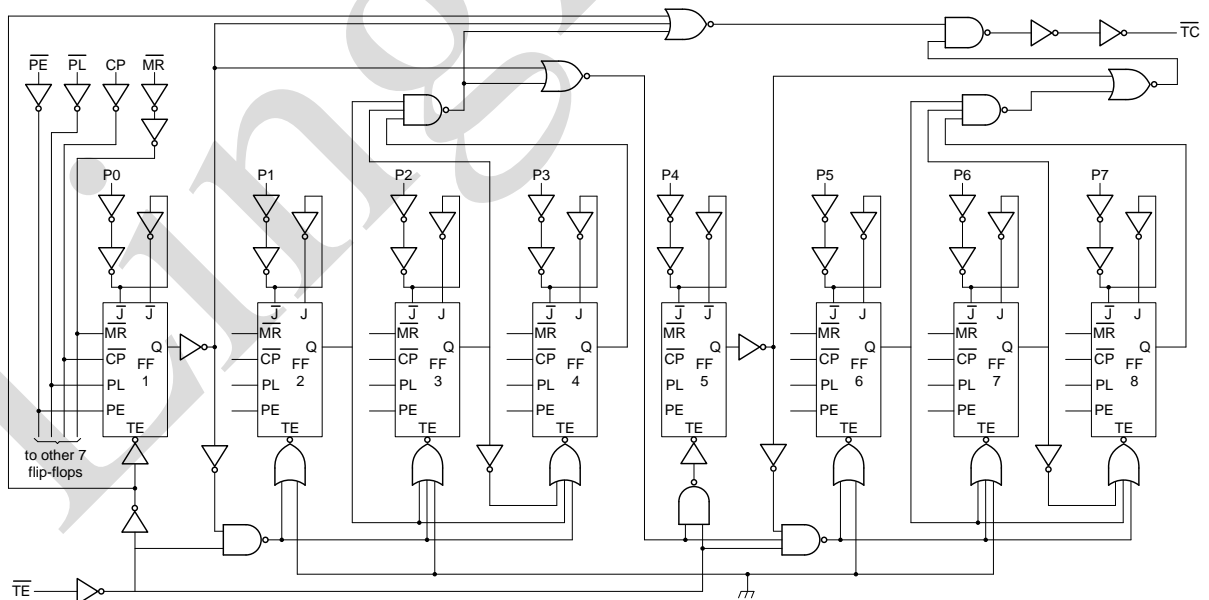 TC
PE PL CP MR
P0 P1 P2 P3 P4 P5 P6 P7
J J J J J J J J J J J J J J J J
MR MR MR MR MR MR MR MR
Q Q Q Q Q Q Q Q
CP CP CP CP CP CP CP CP
FF FF FF FF FF FF FF FF
1 2 3 4 5 6 7 8
PL PL PL PL PL PL PL PL
PE PE PE PE PE PE PE PE
TE TE TE TE TE TE TE TE
to other 7
flip-flops
TE